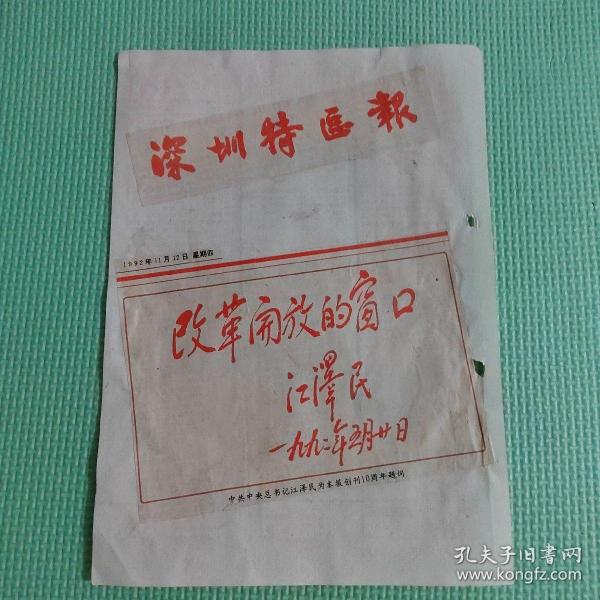 深圳特区報
1992年11月12日 星期四
改革开放的窗口
江澤民
一九九二年五月廿日
中共中央总书记江泽民为本报创刊10周年题词
孔夫子旧书网
www.kongfz.com